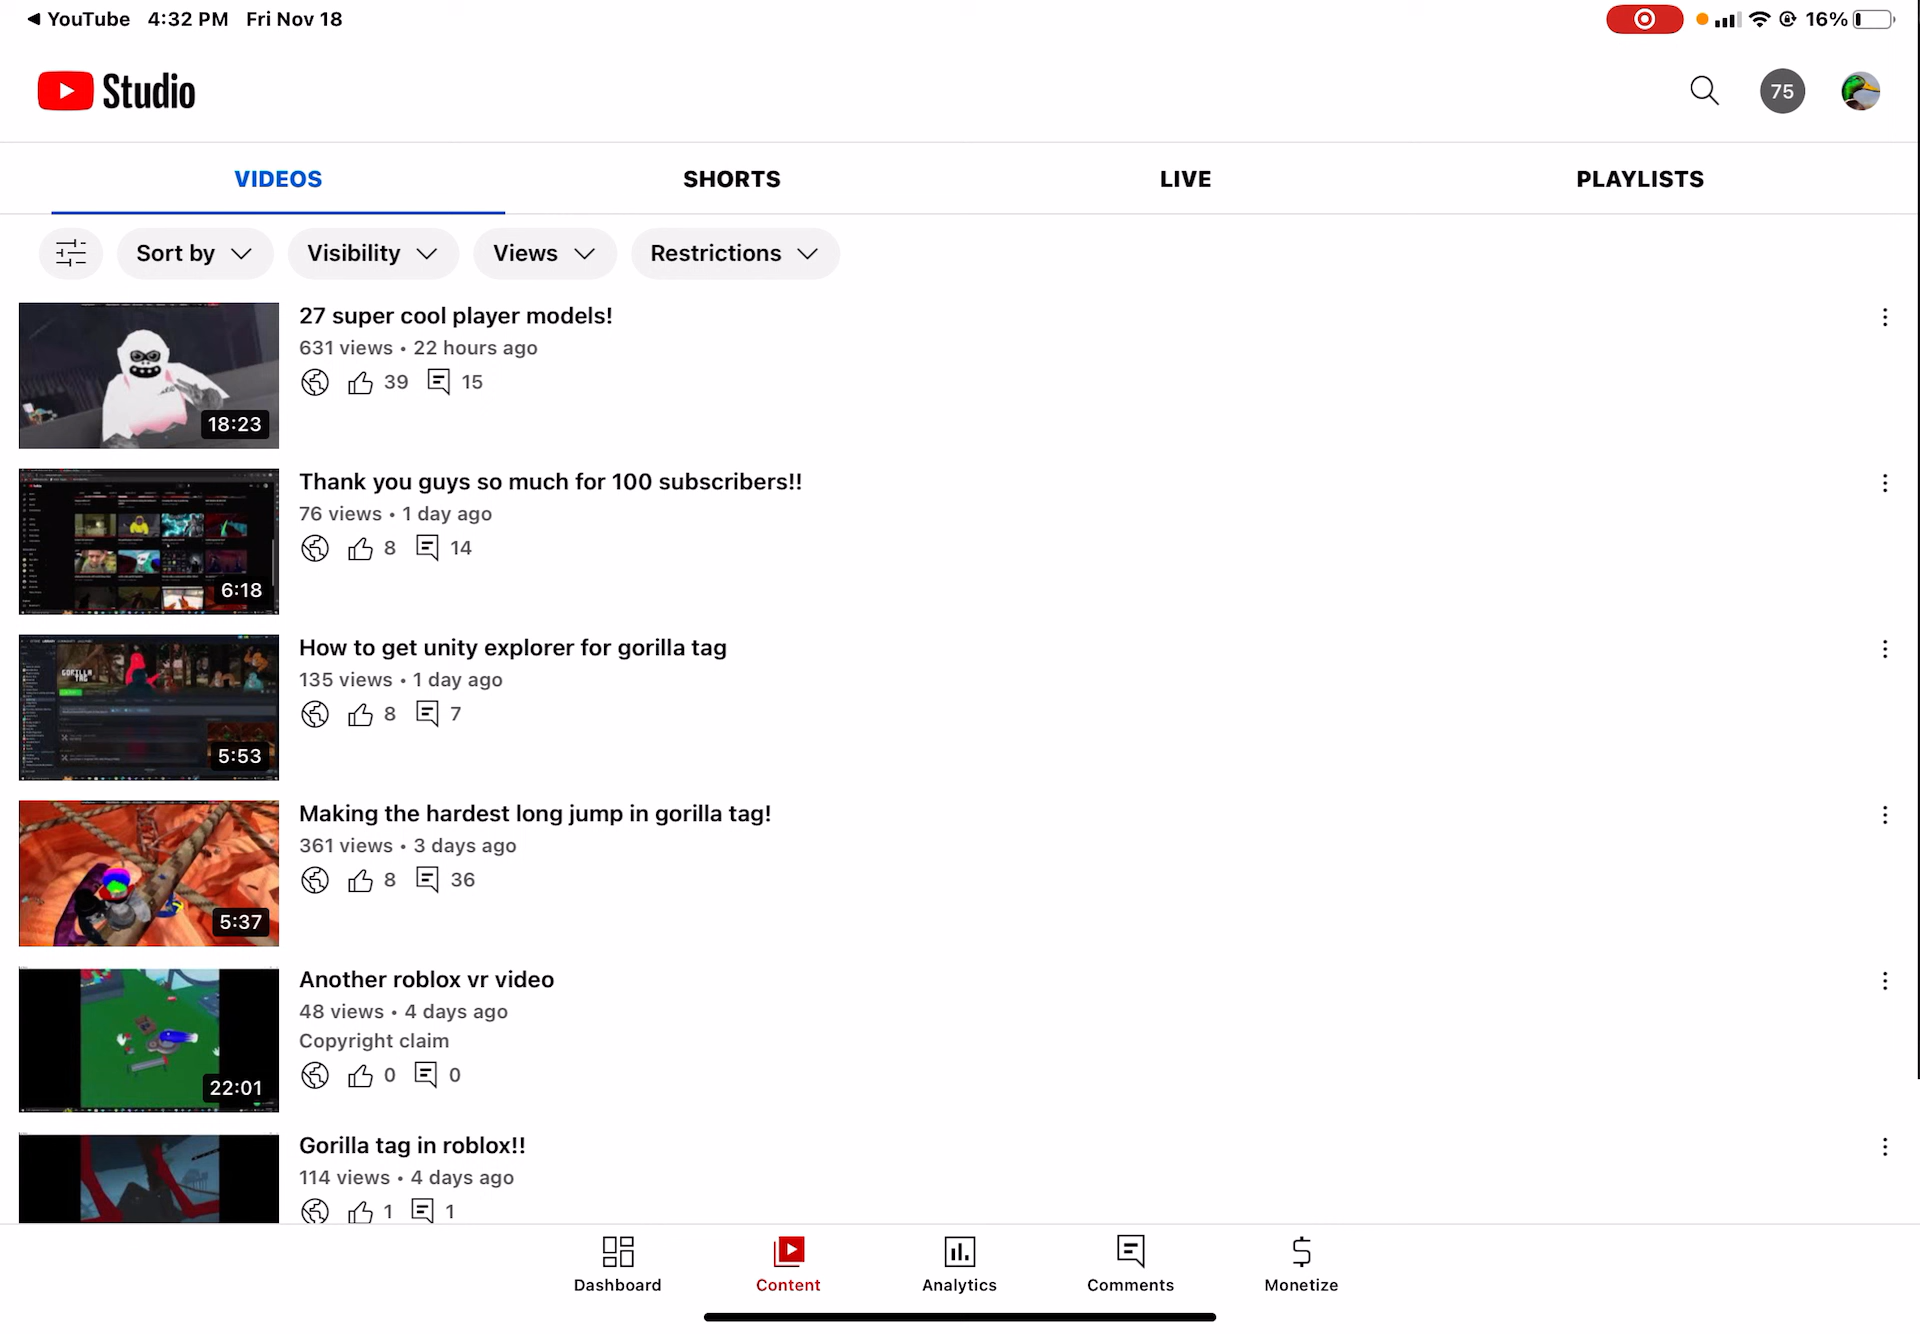 YouTube 4:32 PM Fri Nov 18 16%
Studio 75
VIDEOS SHORTS LIVE PLAYLISTS
Sort by Visibility Views Restrictions
27 super cool player models!
631 views • 22 hours ago
39 15
18:23
Thank you guys so much for 100 subscribers!!
76 views • 1 day ago
8 14
6:18
How to get unity explorer for gorilla tag
135 views • 1 day ago
8 7
GORILLA
TAG
5:53
Making the hardest long jump in gorilla tag!
361 views • 3 days ago
8 36
5:37
Another roblox vr video
48 views • 4 days ago
Copyright claim
0 0
22:01
Gorilla tag in roblox!!
114 views • 4 days ago
1 1
Dashboard Content Analytics Comments Monetize